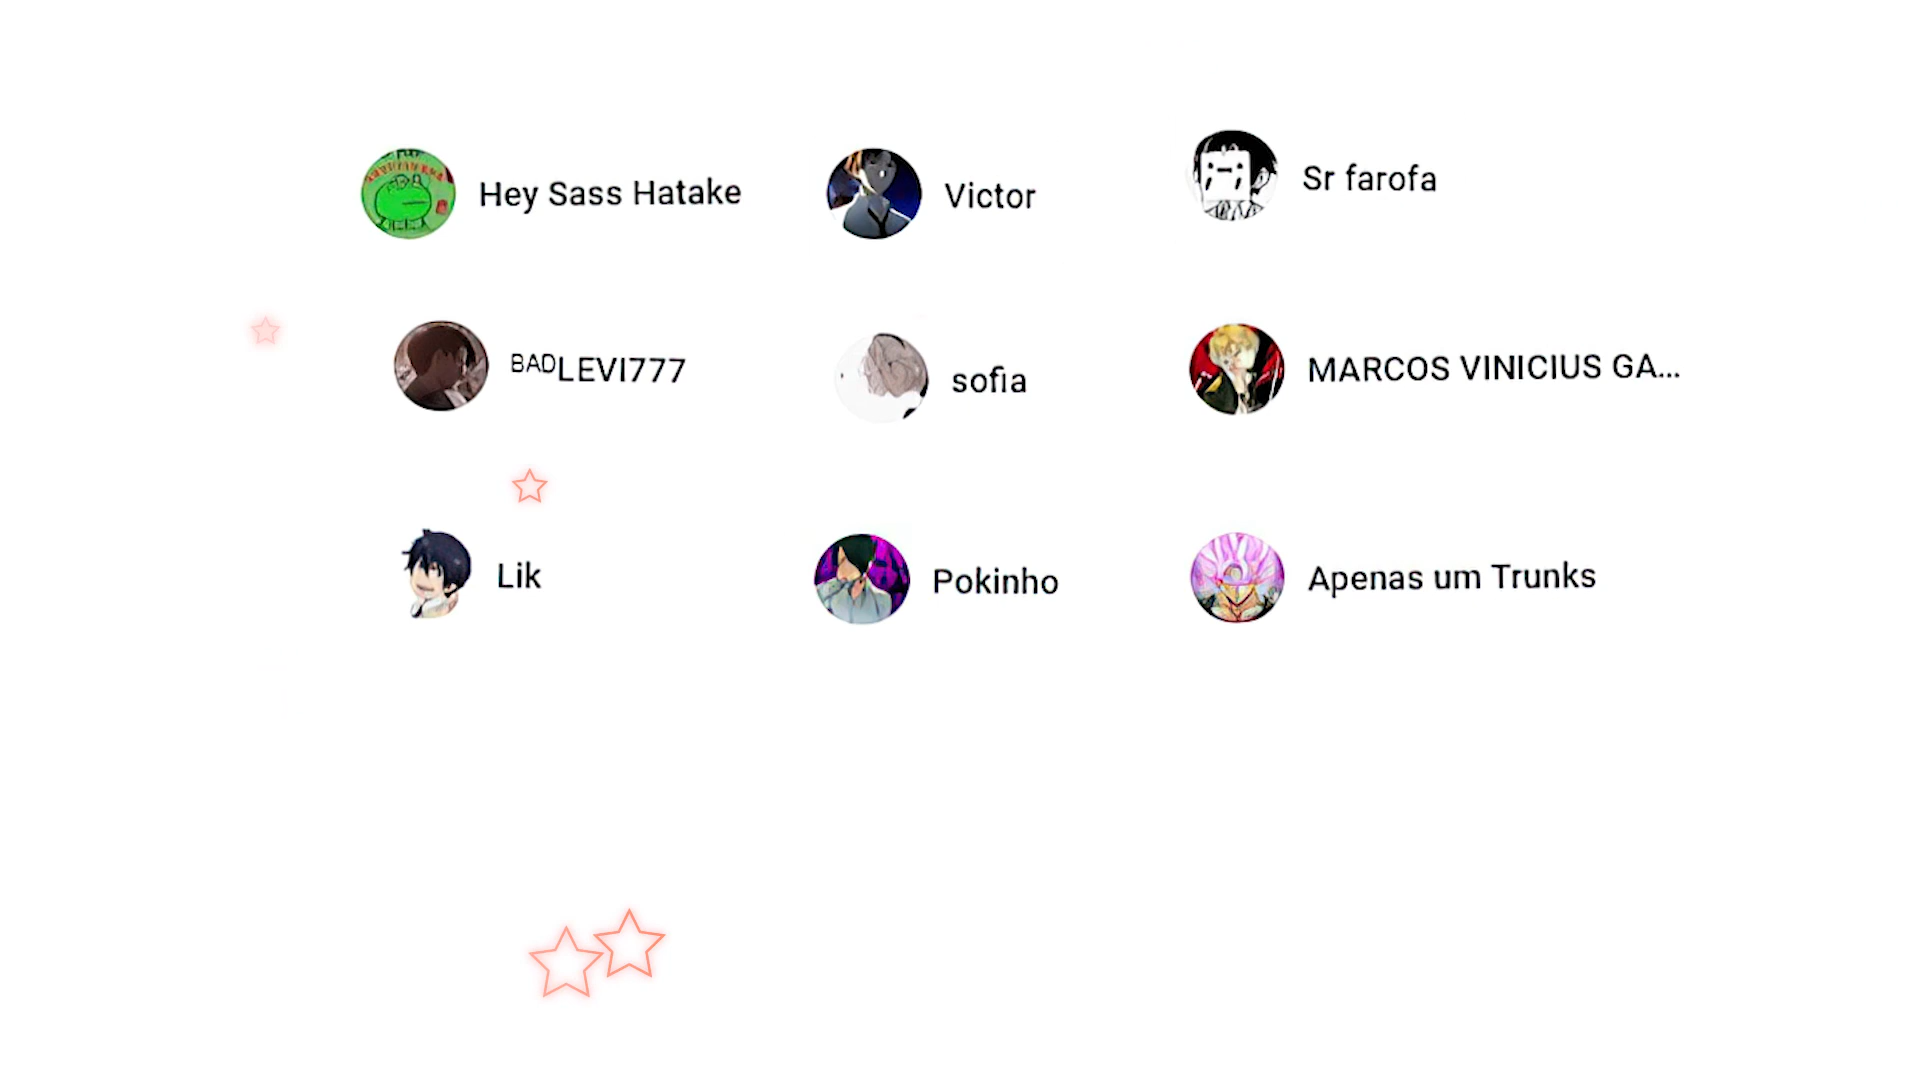 Hey Sass Hatake
Victor
Sr farofa
ᴮᴬᴰLEVI777
sofia
MARCOS VINICIUS GA...
Lik
Pokinho
Apenas um Trunks